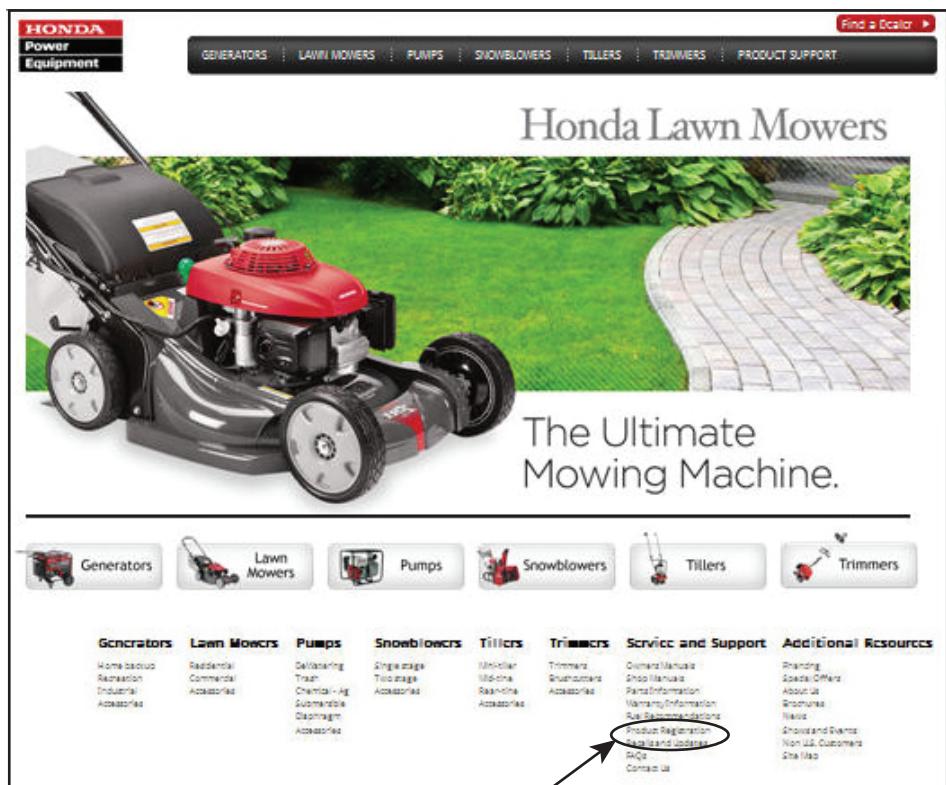 HONDA
Power
Equipment
Find a Dealer
GENERATORS
LAWN MOWERS
PUMPS
SNOWBLOWERS
TILLERS
TRIMMERS
PRODUCT SUPPORT
Honda Lawn Mowers
The Ultimate
Mowing Machine.
Generators
Lawn
Mowers
Pumps
Snowblowers
Tillers
Trimmers
Generators
Home backup
Recreation
Industrial
Accessories
Lawn Mowers
Residential
Commercial
Accessories
Pumps
DeWatering
Trash
Chemical - Ag
Submersible
Diaphragm
Accessories
Snowblowers
Single stage
Two stage
Accessories
Tillers
Mini-tiller
Mid-tine
Rear-tine
Accessories
Trimmers
Trimmers
Brushcutters
Accessories
Service and Support
Owners Manuals
Shop Manuals
Parts Information
Warranty Information
Fuel Recommendations
Product Registration
Recalls and Updates
FAQs
Contact Us
Additional Resources
Financing
Special Offers
About Us
Brochures
News
Shows and Events
Non U.S. Customers
Site Map